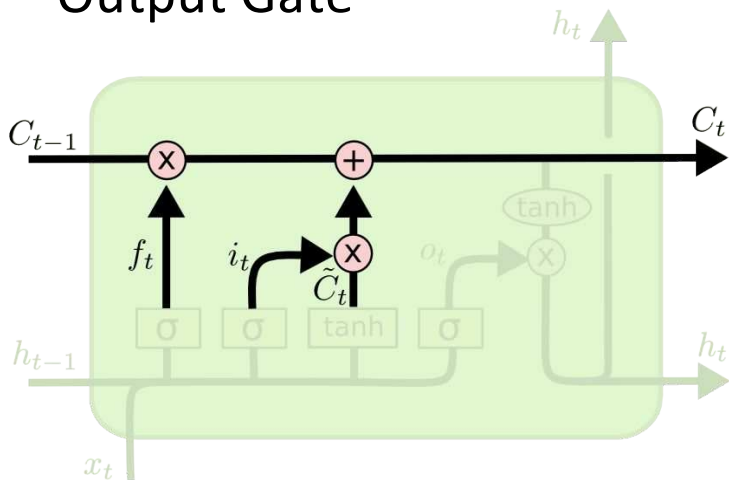 Output Gate
h_t
C_{t-1}
C_t
x
+
tanh
f_t
i_t
x
o_t
x
C̃_t
σ
σ
tanh
σ
h_{t-1}
h_t
x_t